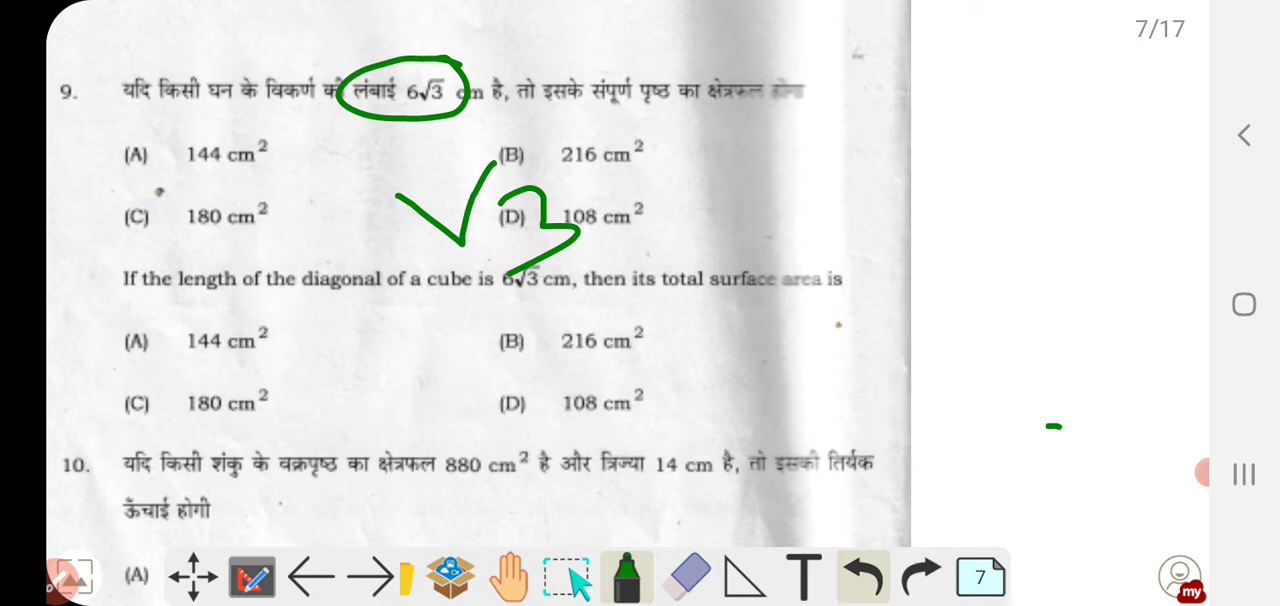 7/17
9. यदि किसी घन के विकर्ण की लंबाई 6√3 cm है, तो इसके संपूर्ण पृष्ठ का क्षेत्रफल होगा
(A) 144 cm² (B) 216 cm²
(C) 180 cm² (D) 108 cm²
√3
If the length of the diagonal of a cube is 6√3 cm, then its total surface area is
(A) 144 cm² (B) 216 cm²
(C) 180 cm² (D) 108 cm²
10. यदि किसी शंकु के वक्रपृष्ठ का क्षेत्रफल 880 cm² है और त्रिज्या 14 cm है, तो इसकी तिर्यक
ऊँचाई होगी
(A)
T 7
my